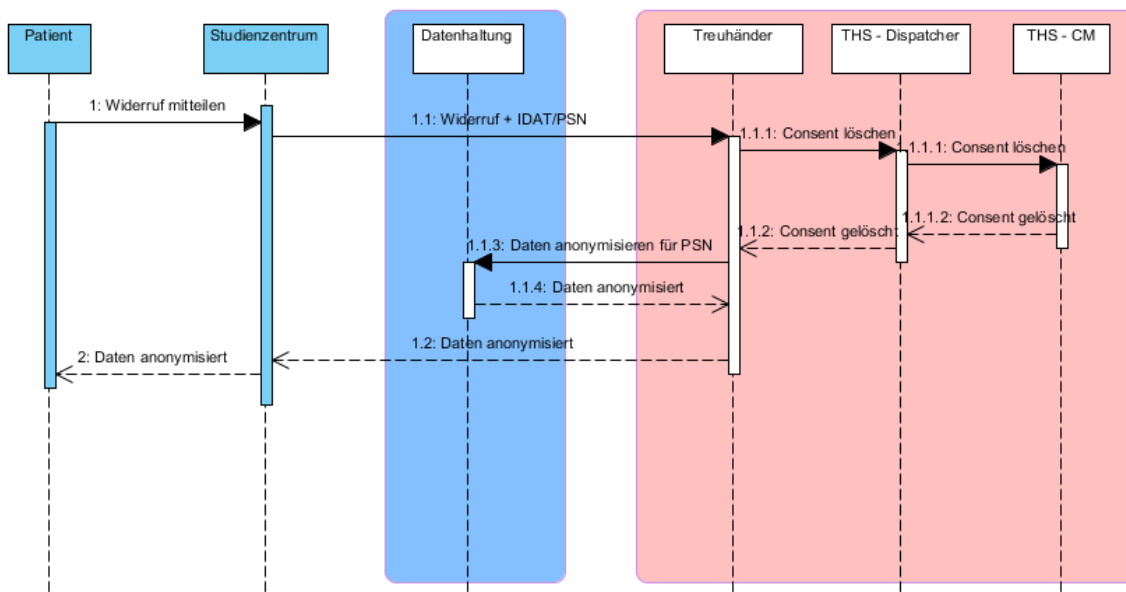 Patient
Studienzentrum
Datenhaltung
Treuhänder
THS - Dispatcher
THS - CM
1: Widerruf mitteilen
1.1: Widerruf + IDAT/PSN
1.1.1: Consent löschen
1.1.1.1: Consent löschen
1.1.1.2: Consent gelöscht
1.1.2: Consent gelöscht
1.1.3: Daten anonymisieren für PSN
1.1.4: Daten anonymisiert
1.2: Daten anonymisiert
2: Daten anonymisiert